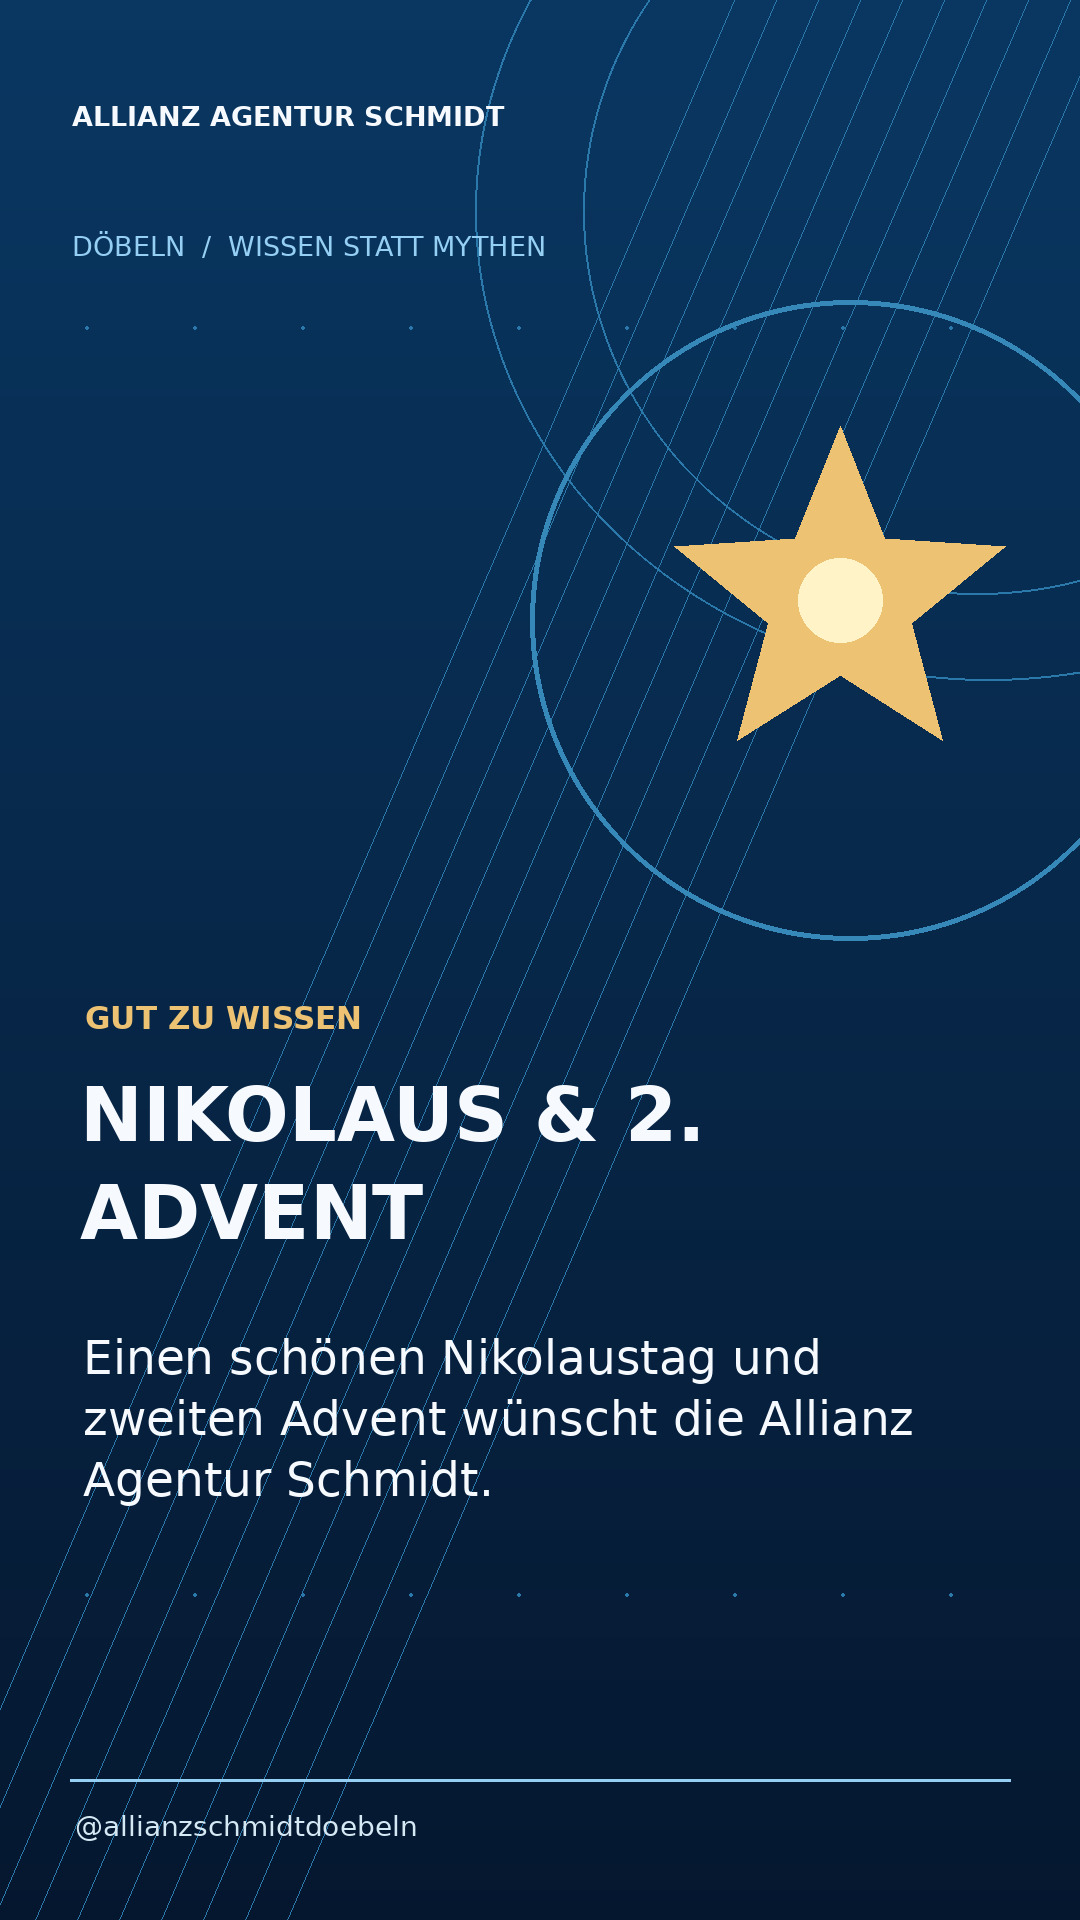 ALLIANZ AGENTUR SCHMIDT
DÖBELN / WISSEN STATT MYTHEN
GUT ZU WISSEN
NIKOLAUS & 2.
ADVENT
Einen schönen Nikolaustag und
zweiten Advent wünscht die Allianz
Agentur Schmidt.
@allianzschmidtdoebeln